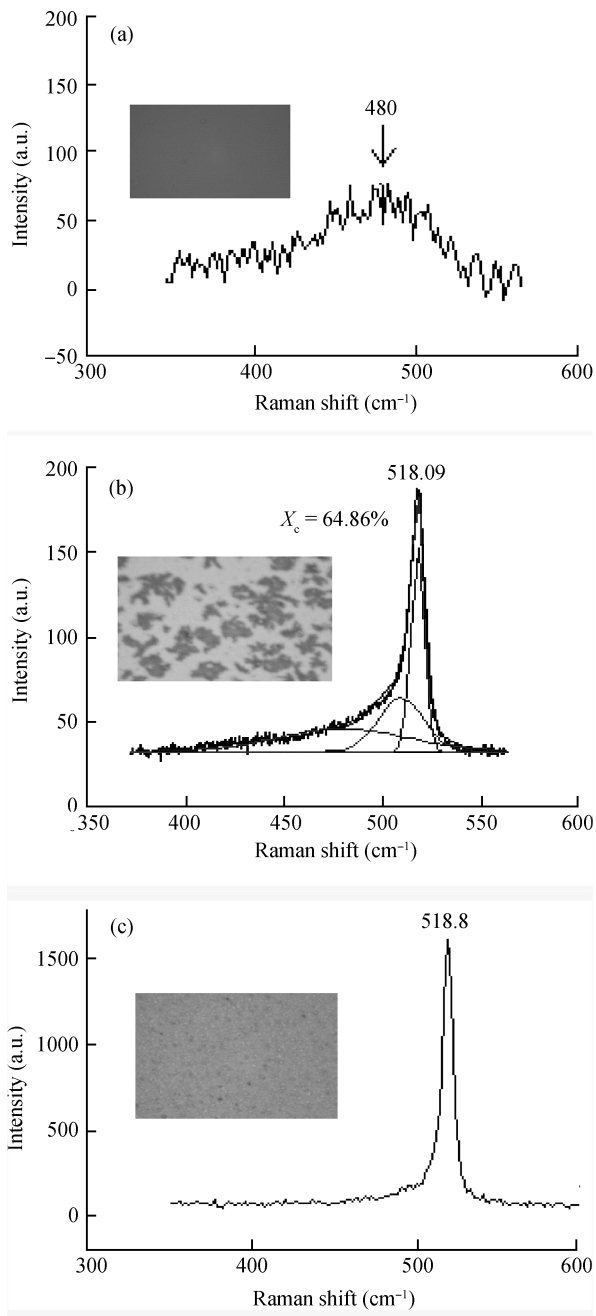 (a)
200
150
100
50
0
−50
480
Intensity (a.u.)
300 400 500 600
Raman shift (cm⁻¹)
(b)
200
150
100
50
0
518.09
Xc = 64.86%
Intensity (a.u.)
350 400 450 500 550 600
Raman shift (cm⁻¹)
(c)
518.8
1500
1000
500
0
Intensity (a.u.)
300 400 500 600
Raman shift (cm⁻¹)